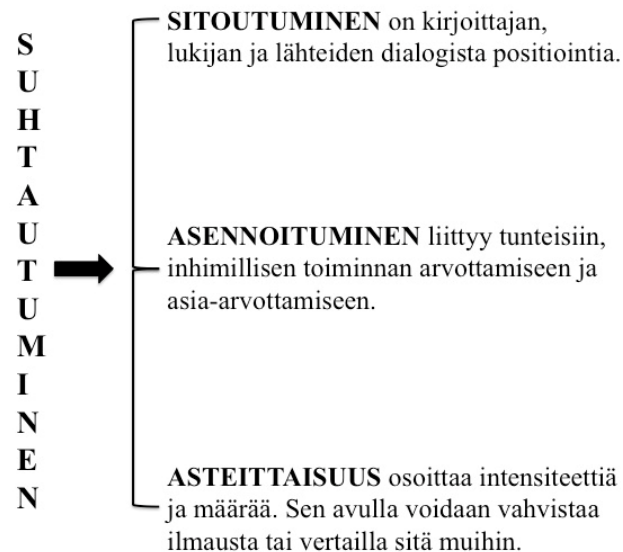 SUHTAUTUMINEN
SITOUTUMINEN on kirjoittajan,
lukijan ja lähteiden dialogista positiointia.
ASENNOITUMINEN liittyy tunteisiin,
inhimillisen toiminnan arvottamiseen ja
asia-arvottamiseen.
ASTEITTAISUUS osoittaa intensiteettiä
ja määrää. Sen avulla voidaan vahvistaa
ilmausta tai vertailla sitä muihin.